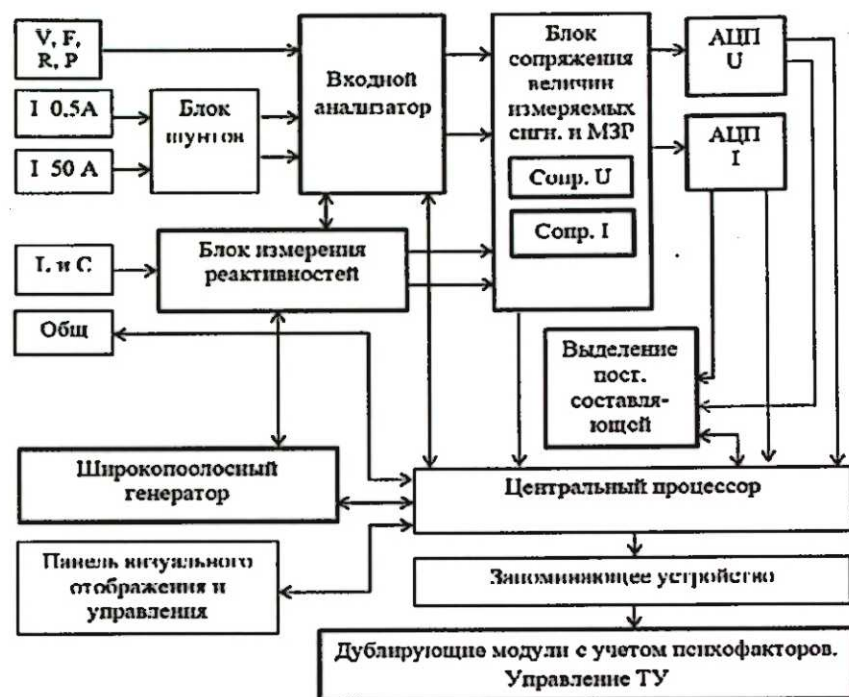 V, F,
R, P
I 0.5А
I 50 А
Блок
шунтов
Входной
анализатор
Блок
сопряжения
величин
измеряемых
сигн. и МЗР
Сопр. U
Сопр. I
АЦП
U
АЦП
I
L и C
Блок измерения
реактивностей
Общ
Выделение
пост.
составля-
ющей
Широкопоолосный
генератор
Центральный процессор
Панель визуального
отображения и
управления
Запоминающее устройство
Дублирующие модули с учетом психофакторов.
Управление ТУ